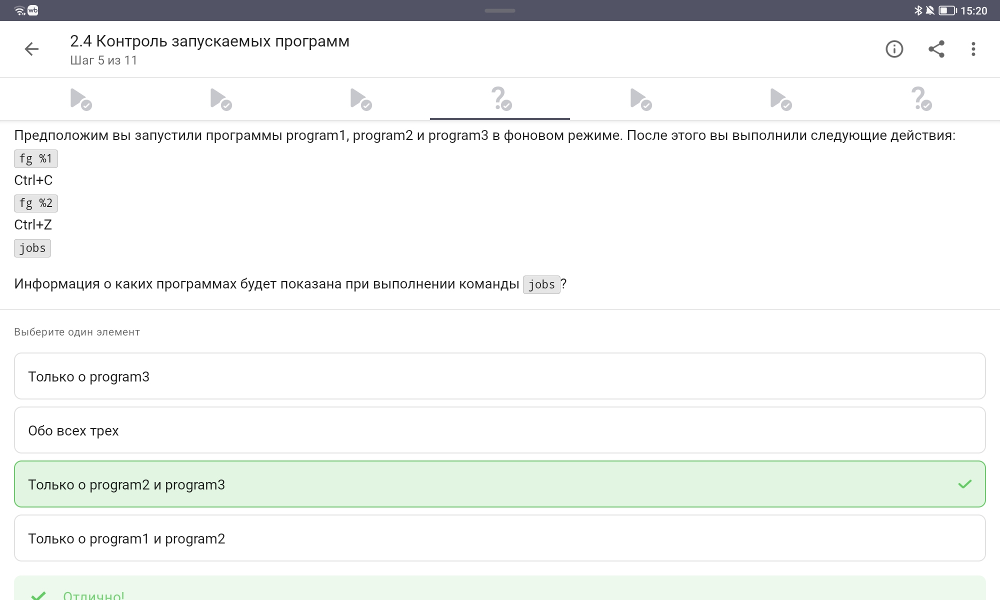 wb
15:20
2.4 Контроль запускаемых программ
Шаг 5 из 11
Предположим вы запустили программы program1, program2 и program3 в фоновом режиме. После этого вы выполнили следующие действия:
fg %1
Ctrl+C
fg %2
Ctrl+Z
jobs
Информация о каких программах будет показана при выполнении команды jobs?
Выберите один элемент
Только о program3
Обо всех трех
Только о program2 и program3
Только о program1 и program2
Отлично!